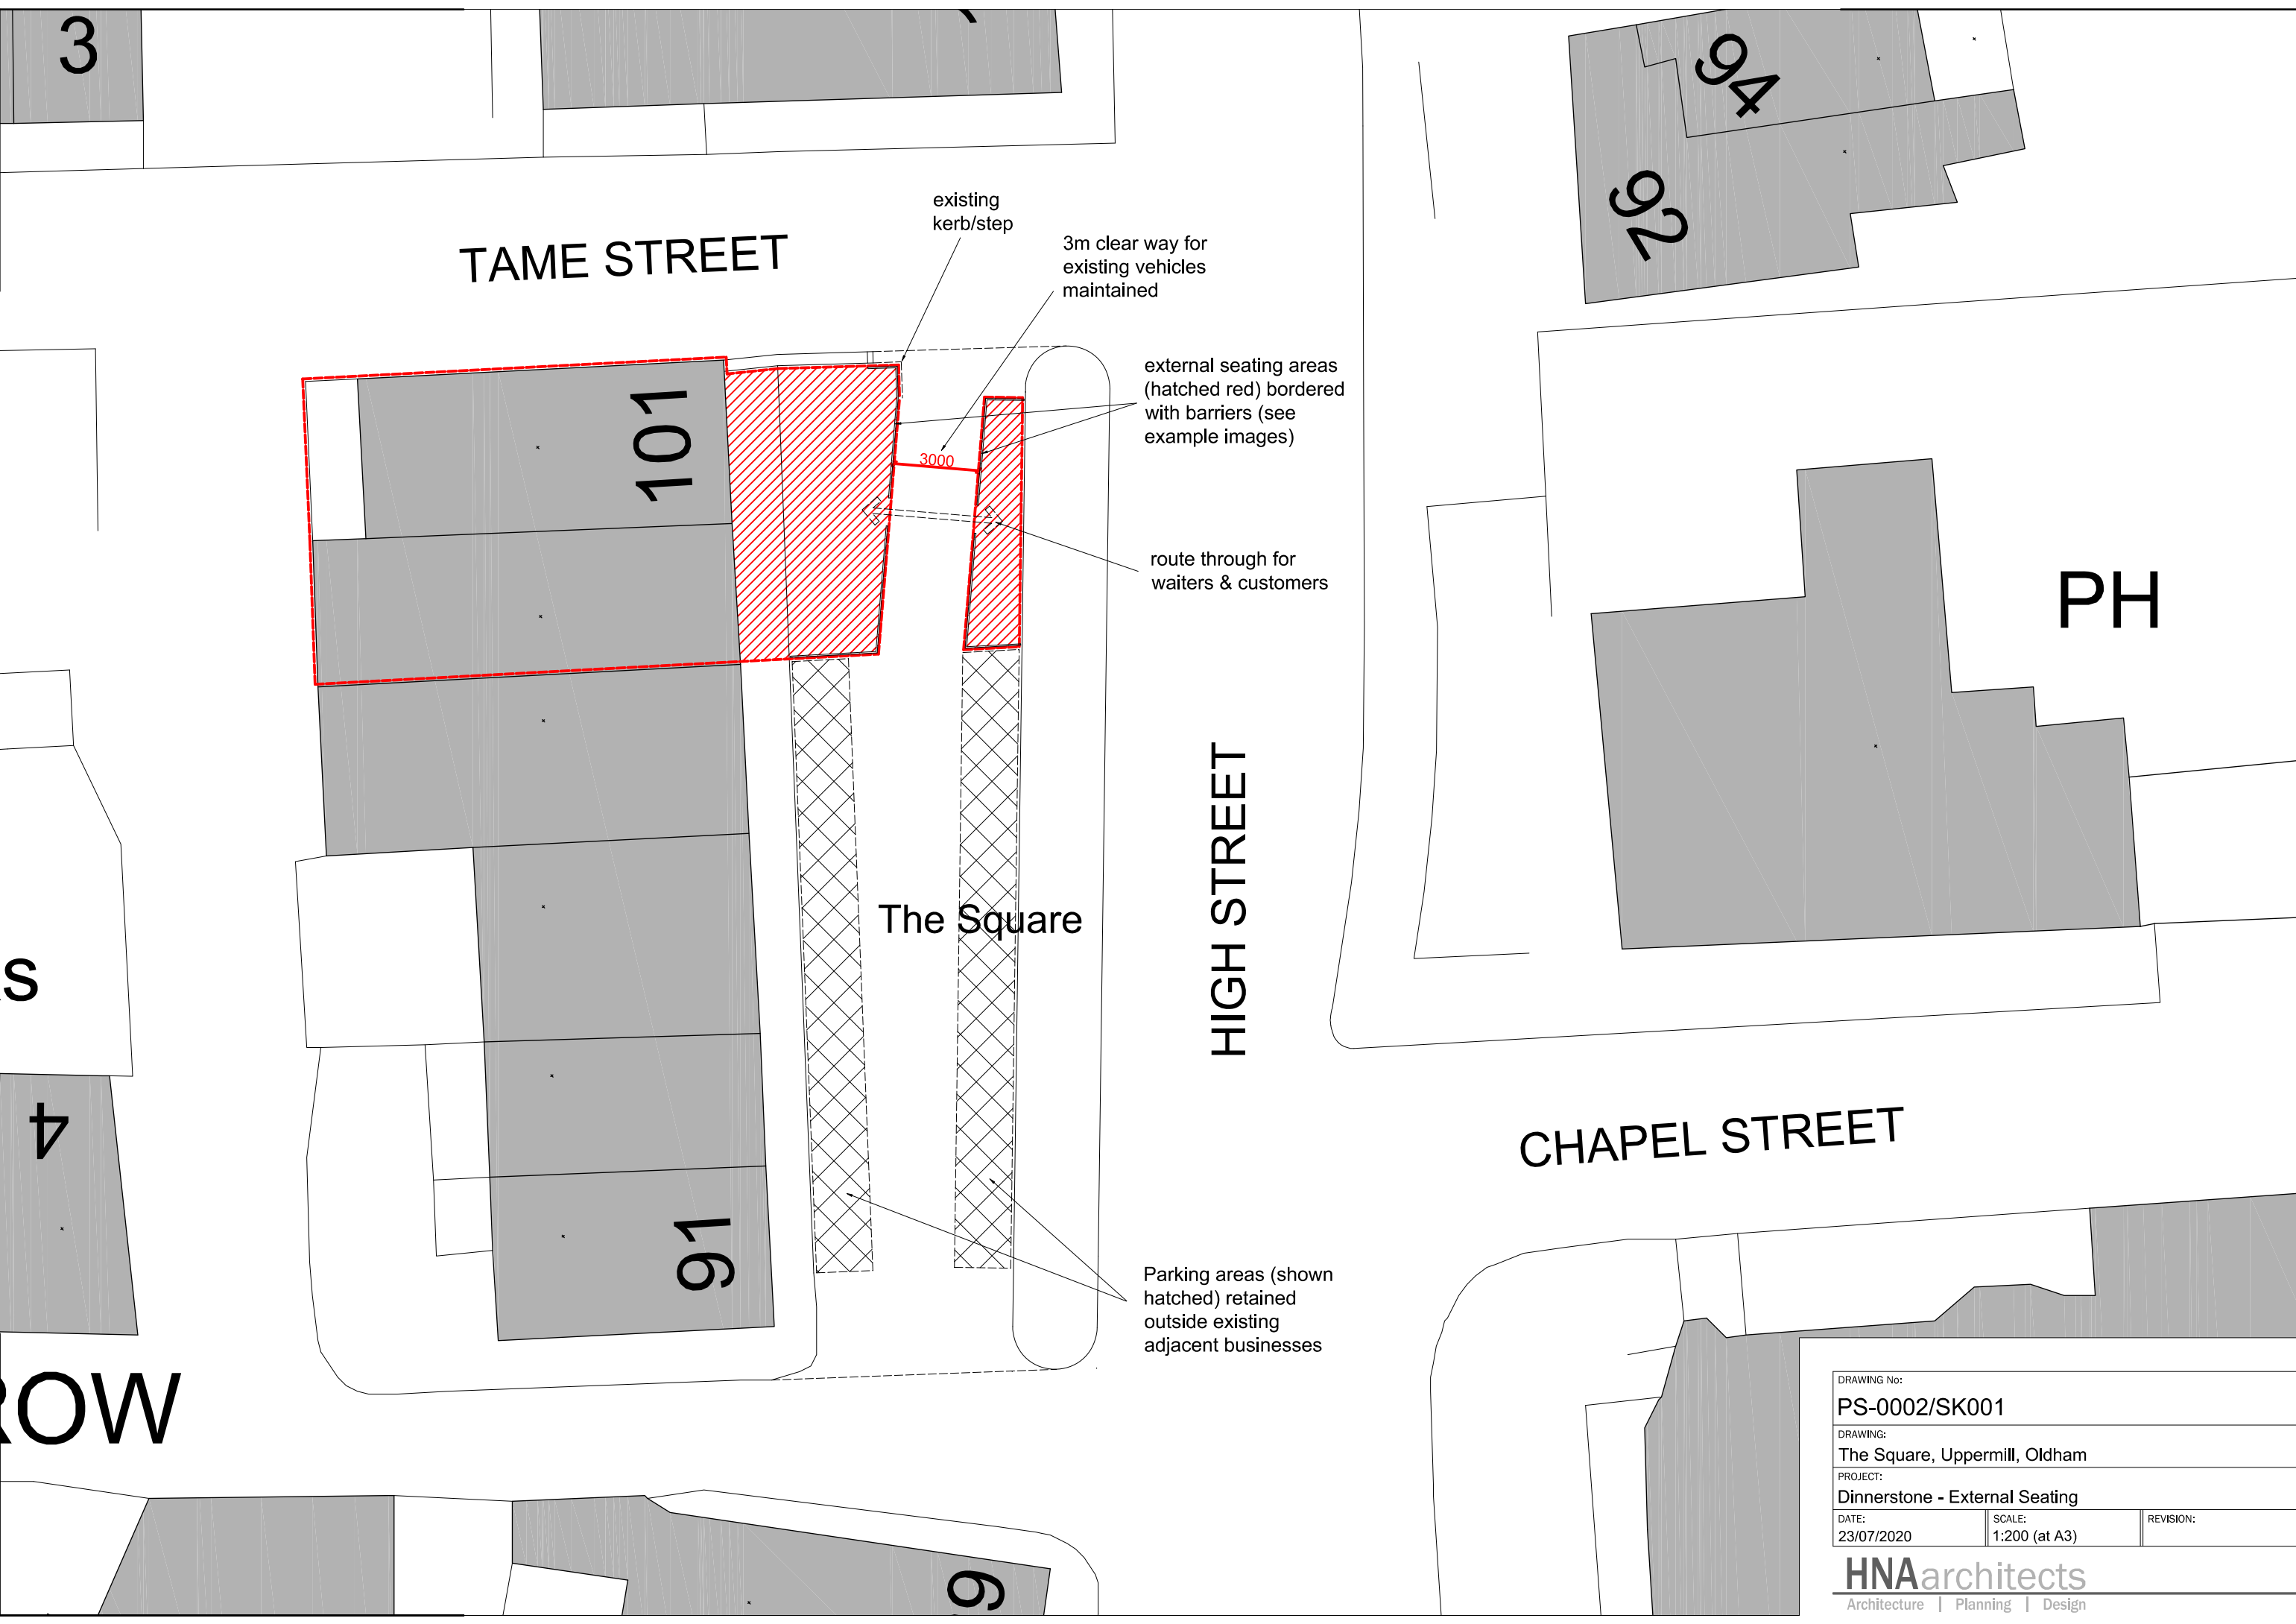 3
94
92
TAME STREET
existing
kerb/step
3m clear way for
existing vehicles
maintained
external seating areas
(hatched red) bordered
with barriers (see
example images)
101
3000
route through for
waiters & customers
PH
HIGH STREET
The Square
s
4
CHAPEL STREET
91
Parking areas (shown
hatched) retained
outside existing
adjacent businesses
ROW
DRAWING No:
PS-0002/SK001
DRAWING:
The Square, Uppermill, Oldham
PROJECT:
Dinnerstone - External Seating
DATE:
23/07/2020
SCALE:
1:200 (at A3)
REVISION:
HNAarchitects
Architecture | Planning | Design